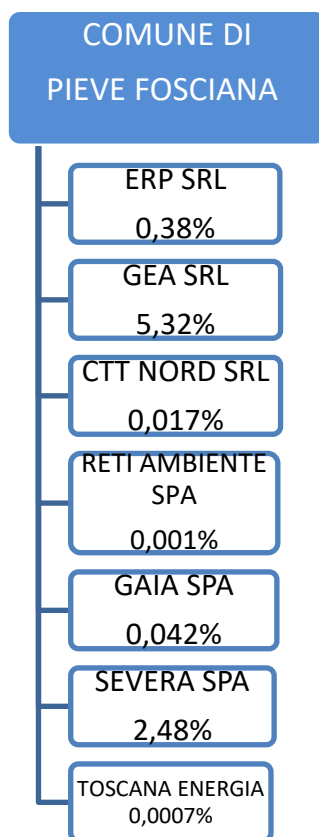 COMUNE DI
PIEVE FOSCIANA
ERP SRL
0,38%
GEA SRL
5,32%
CTT NORD SRL
0,017%
RETI AMBIENTE
SPA
0,001%
GAIA SPA
0,042%
SEVERA SPA
2,48%
TOSCANA ENERGIA
0,0007%